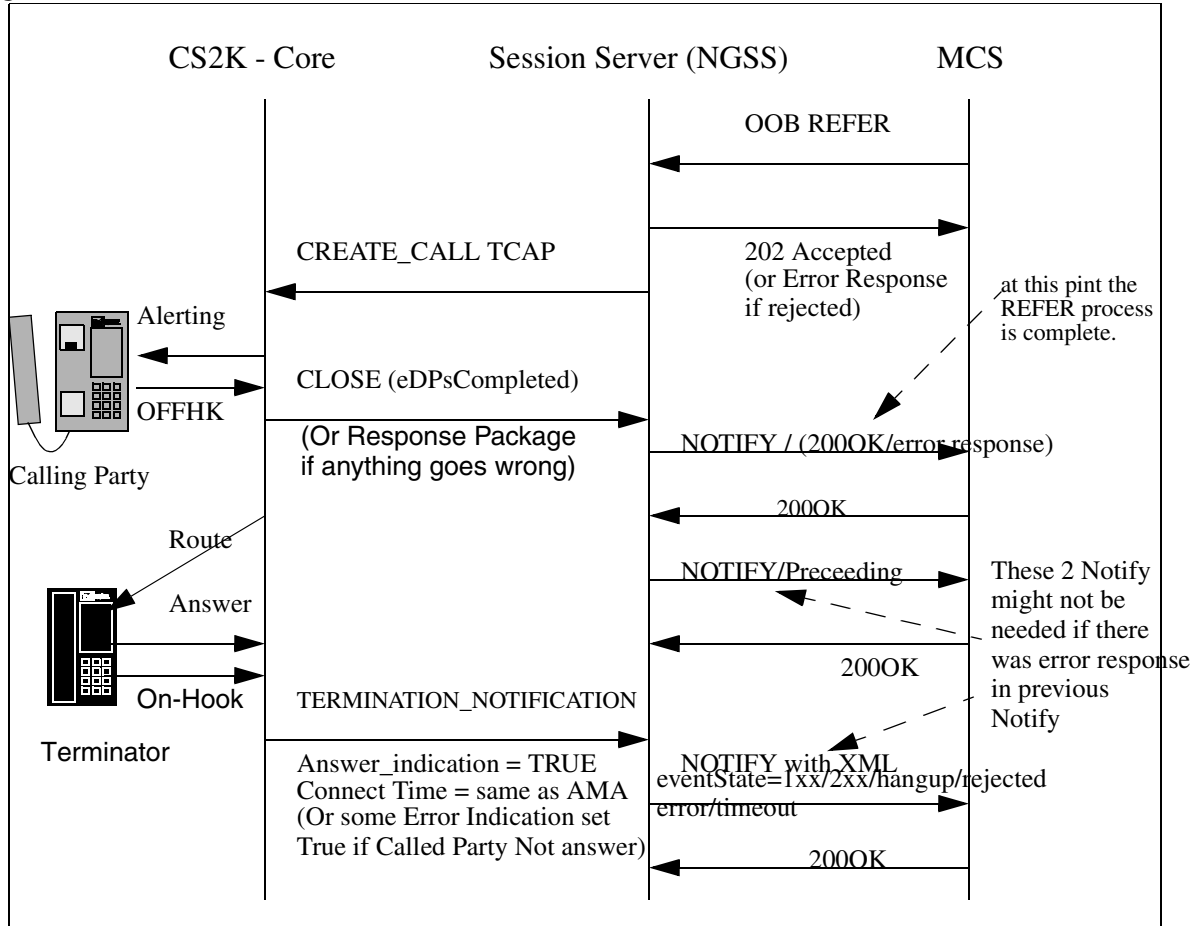 CS2K - Core
Session Server (NGSS)
MCS
OOB REFER
CREATE_CALL TCAP
202 Accepted
(or Error Response
if rejected)
at this pint the
REFER process
is complete.
Alerting
OFFHK
CLOSE (eDPsCompleted)
(Or Response Package
if anything goes wrong)
NOTIFY / (200OK/error response)
Calling Party
200OK
Route
NOTIFY/Preceeding
These 2 Notify
might not be
needed if there
was error response
in previous
Notify
Answer
200OK
On-Hook
TERMINATION_NOTIFICATION
Terminator
Answer_indication = TRUE
Connect Time = same as AMA
(Or some Error Indication set
True if Called Party Not answer)
NOTIFY with XML
eventState=1xx/2xx/hangup/rejected
error/timeout
200OK